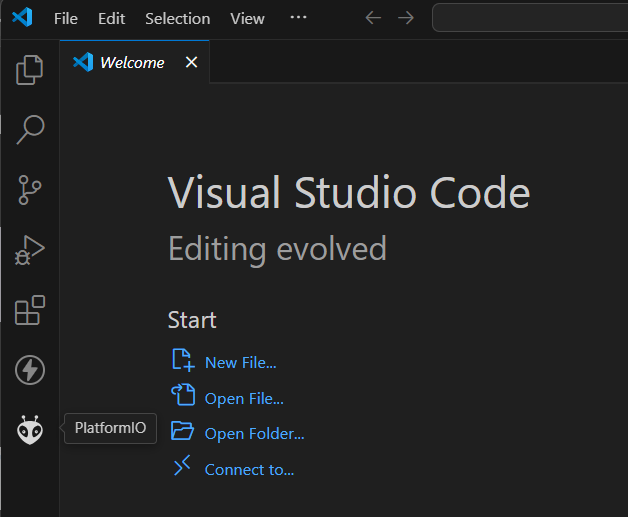 File Edit Selection View ···
Welcome
Visual Studio Code
Editing evolved
Start
New File...
Open File...
PlatformIO
Open Folder...
Connect to...